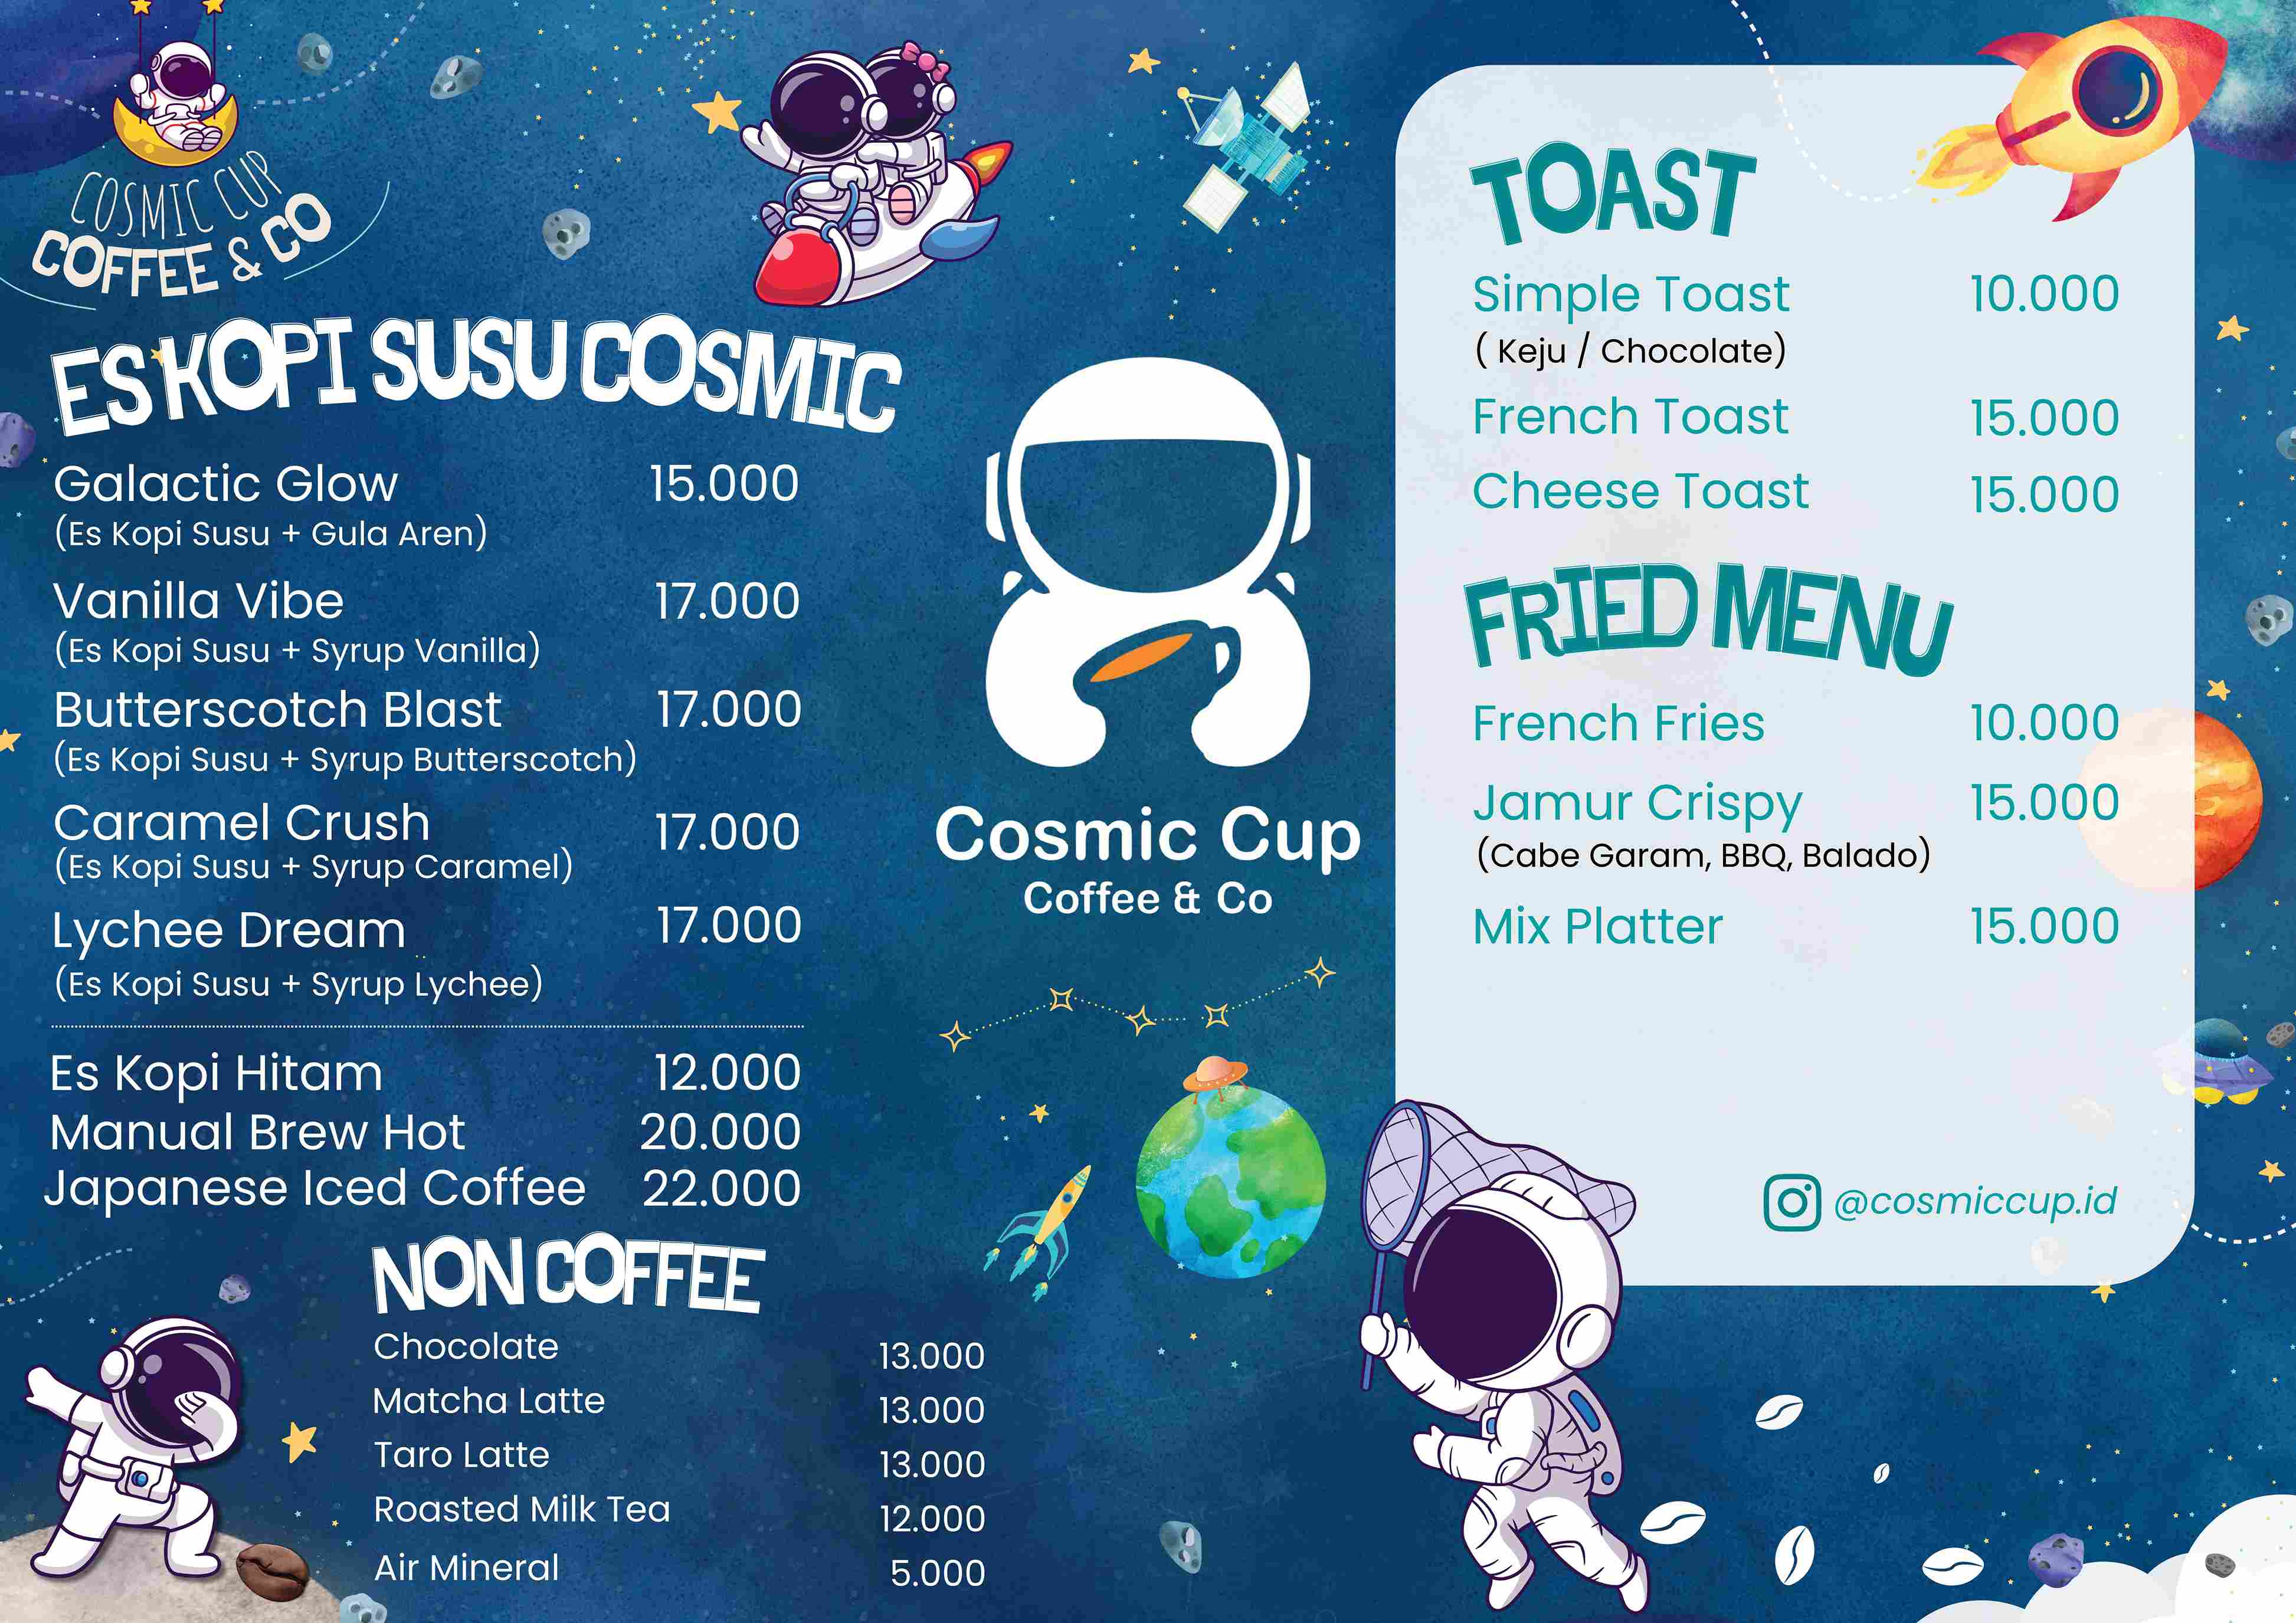 COSMIC CUP
COFFEE & CO
ES KOPI SUSU COSMIC
Galactic Glow 15.000
(Es Kopi Susu + Gula Aren)
Vanilla Vibe 17.000
(Es Kopi Susu + Syrup Vanilla)
Butterscotch Blast 17.000
(Es Kopi Susu + Syrup Butterscotch)
Caramel Crush 17.000
(Es Kopi Susu + Syrup Caramel)
Lychee Dream 17.000
(Es Kopi Susu + Syrup Lychee)
Es Kopi Hitam 12.000
Manual Brew Hot 20.000
Japanese Iced Coffee 22.000
NON COFFEE
Chocolate 13.000
Matcha Latte 13.000
Taro Latte 13.000
Roasted Milk Tea 12.000
Air Mineral 5.000
Cosmic Cup
Coffee & Co
TOAST
Simple Toast 10.000
( Keju / Chocolate)
French Toast 15.000
Cheese Toast 15.000
FRIED MENU
French Fries 10.000
Jamur Crispy 15.000
(Cabe Garam, BBQ, Balado)
Mix Platter 15.000
@cosmiccup.id